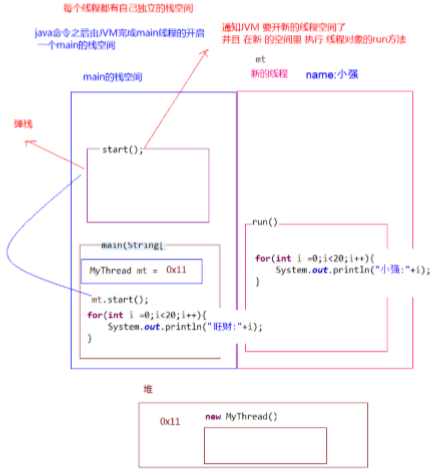 每个线程都有自己独立的栈空间
java命令之后由JVM完成main线程的开启
一个main的栈空间
通知JVM 要开新的线程空间了
并且 在新 的空间里 执行 线程对象的run方法
mt
新的线程 name:小强
main的栈空间
弹栈
start();
run()
for(int i =0;i<20;i++){
System.out.println("小强:"+i);
}
main(String[
MyThread mt = 0x11
mt.start();
for(int i =0;i<20;i++){
System.out.println("旺财:"+i);
}
堆
0x11 new MyThread()